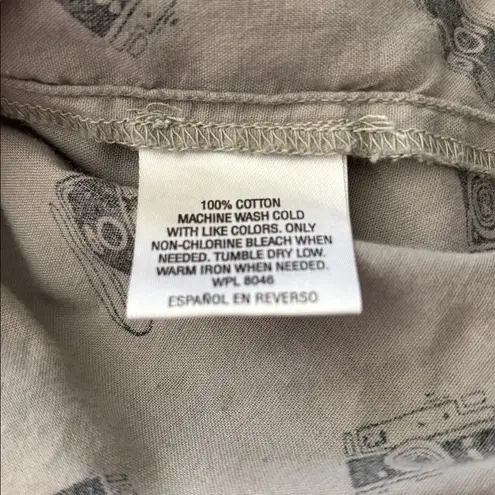 100% COTTON
MACHINE WASH COLD
WITH LIKE COLORS. ONLY
NON-CHLORINE BLEACH WHEN
NEEDED. TUMBLE DRY LOW.
WARM IRON WHEN NEEDED.
WPL 8046
ESPAÑOL EN REVERSO